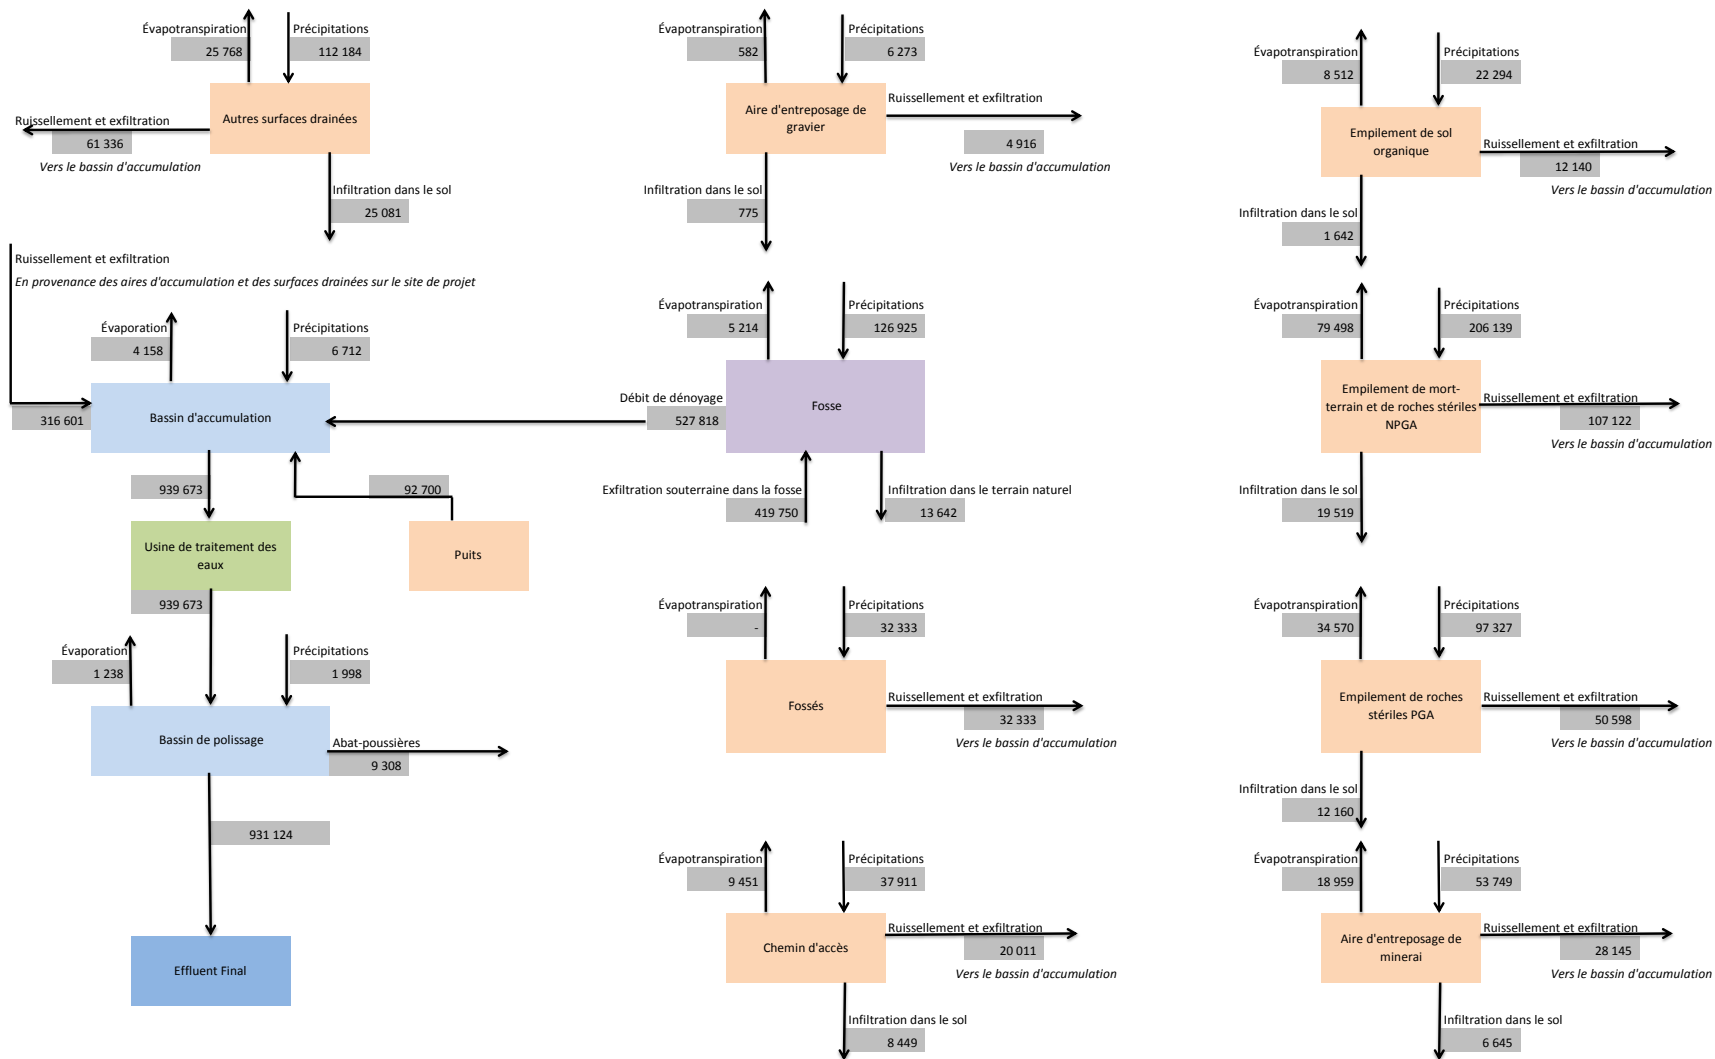 Évapotranspiration
25 768
Précipitations
112 184
Autres surfaces drainées
Ruissellement et exfiltration
61 336
Vers le bassin d'accumulation
Infiltration dans le sol
25 081
Ruissellement et exfiltration
En provenance des aires d'accumulation et des surfaces drainées sur le site de projet
Évaporation
4 158
Précipitations
6 712
316 601
Bassin d'accumulation
939 673
92 700
Usine de traitement des
eaux
Puits
939 673
Évaporation
1 238
Précipitations
1 998
Bassin de polissage
Abat-poussières
9 308
931 124
Effluent Final
Évapotranspiration
582
Précipitations
6 273
Aire d'entreposage de
gravier
Ruissellement et exfiltration
4 916
Vers le bassin d'accumulation
Infiltration dans le sol
775
Évapotranspiration
5 214
Précipitations
126 925
Débit de dénoyage
527 818
Fosse
Exfiltration souterraine dans la fosse
419 750
Infiltration dans le terrain naturel
13 642
Évapotranspiration
-
Précipitations
32 333
Fossés
Ruissellement et exfiltration
32 333
Vers le bassin d'accumulation
Évapotranspiration
9 451
Précipitations
37 911
Chemin d'accès
Ruissellement et exfiltration
20 011
Vers le bassin d'accumulation
Infiltration dans le sol
8 449
Évapotranspiration
8 512
Précipitations
22 294
Empilement de sol
organique
Ruissellement et exfiltration
12 140
Vers le bassin d'accumulation
Infiltration dans le sol
1 642
Évapotranspiration
79 498
Précipitations
206 139
Empilement de mort-
terrain et de roches stériles
NPGA
Ruissellement et exfiltration
107 122
Vers le bassin d'accumulation
Infiltration dans le sol
19 519
Évapotranspiration
34 570
Précipitations
97 327
Empilement de roches
stériles PGA
Ruissellement et exfiltration
50 598
Vers le bassin d'accumulation
Infiltration dans le sol
12 160
Évapotranspiration
18 959
Précipitations
53 749
Aire d'entreposage de
minerai
Ruissellement et exfiltration
28 145
Vers le bassin d'accumulation
Infiltration dans le sol
6 645